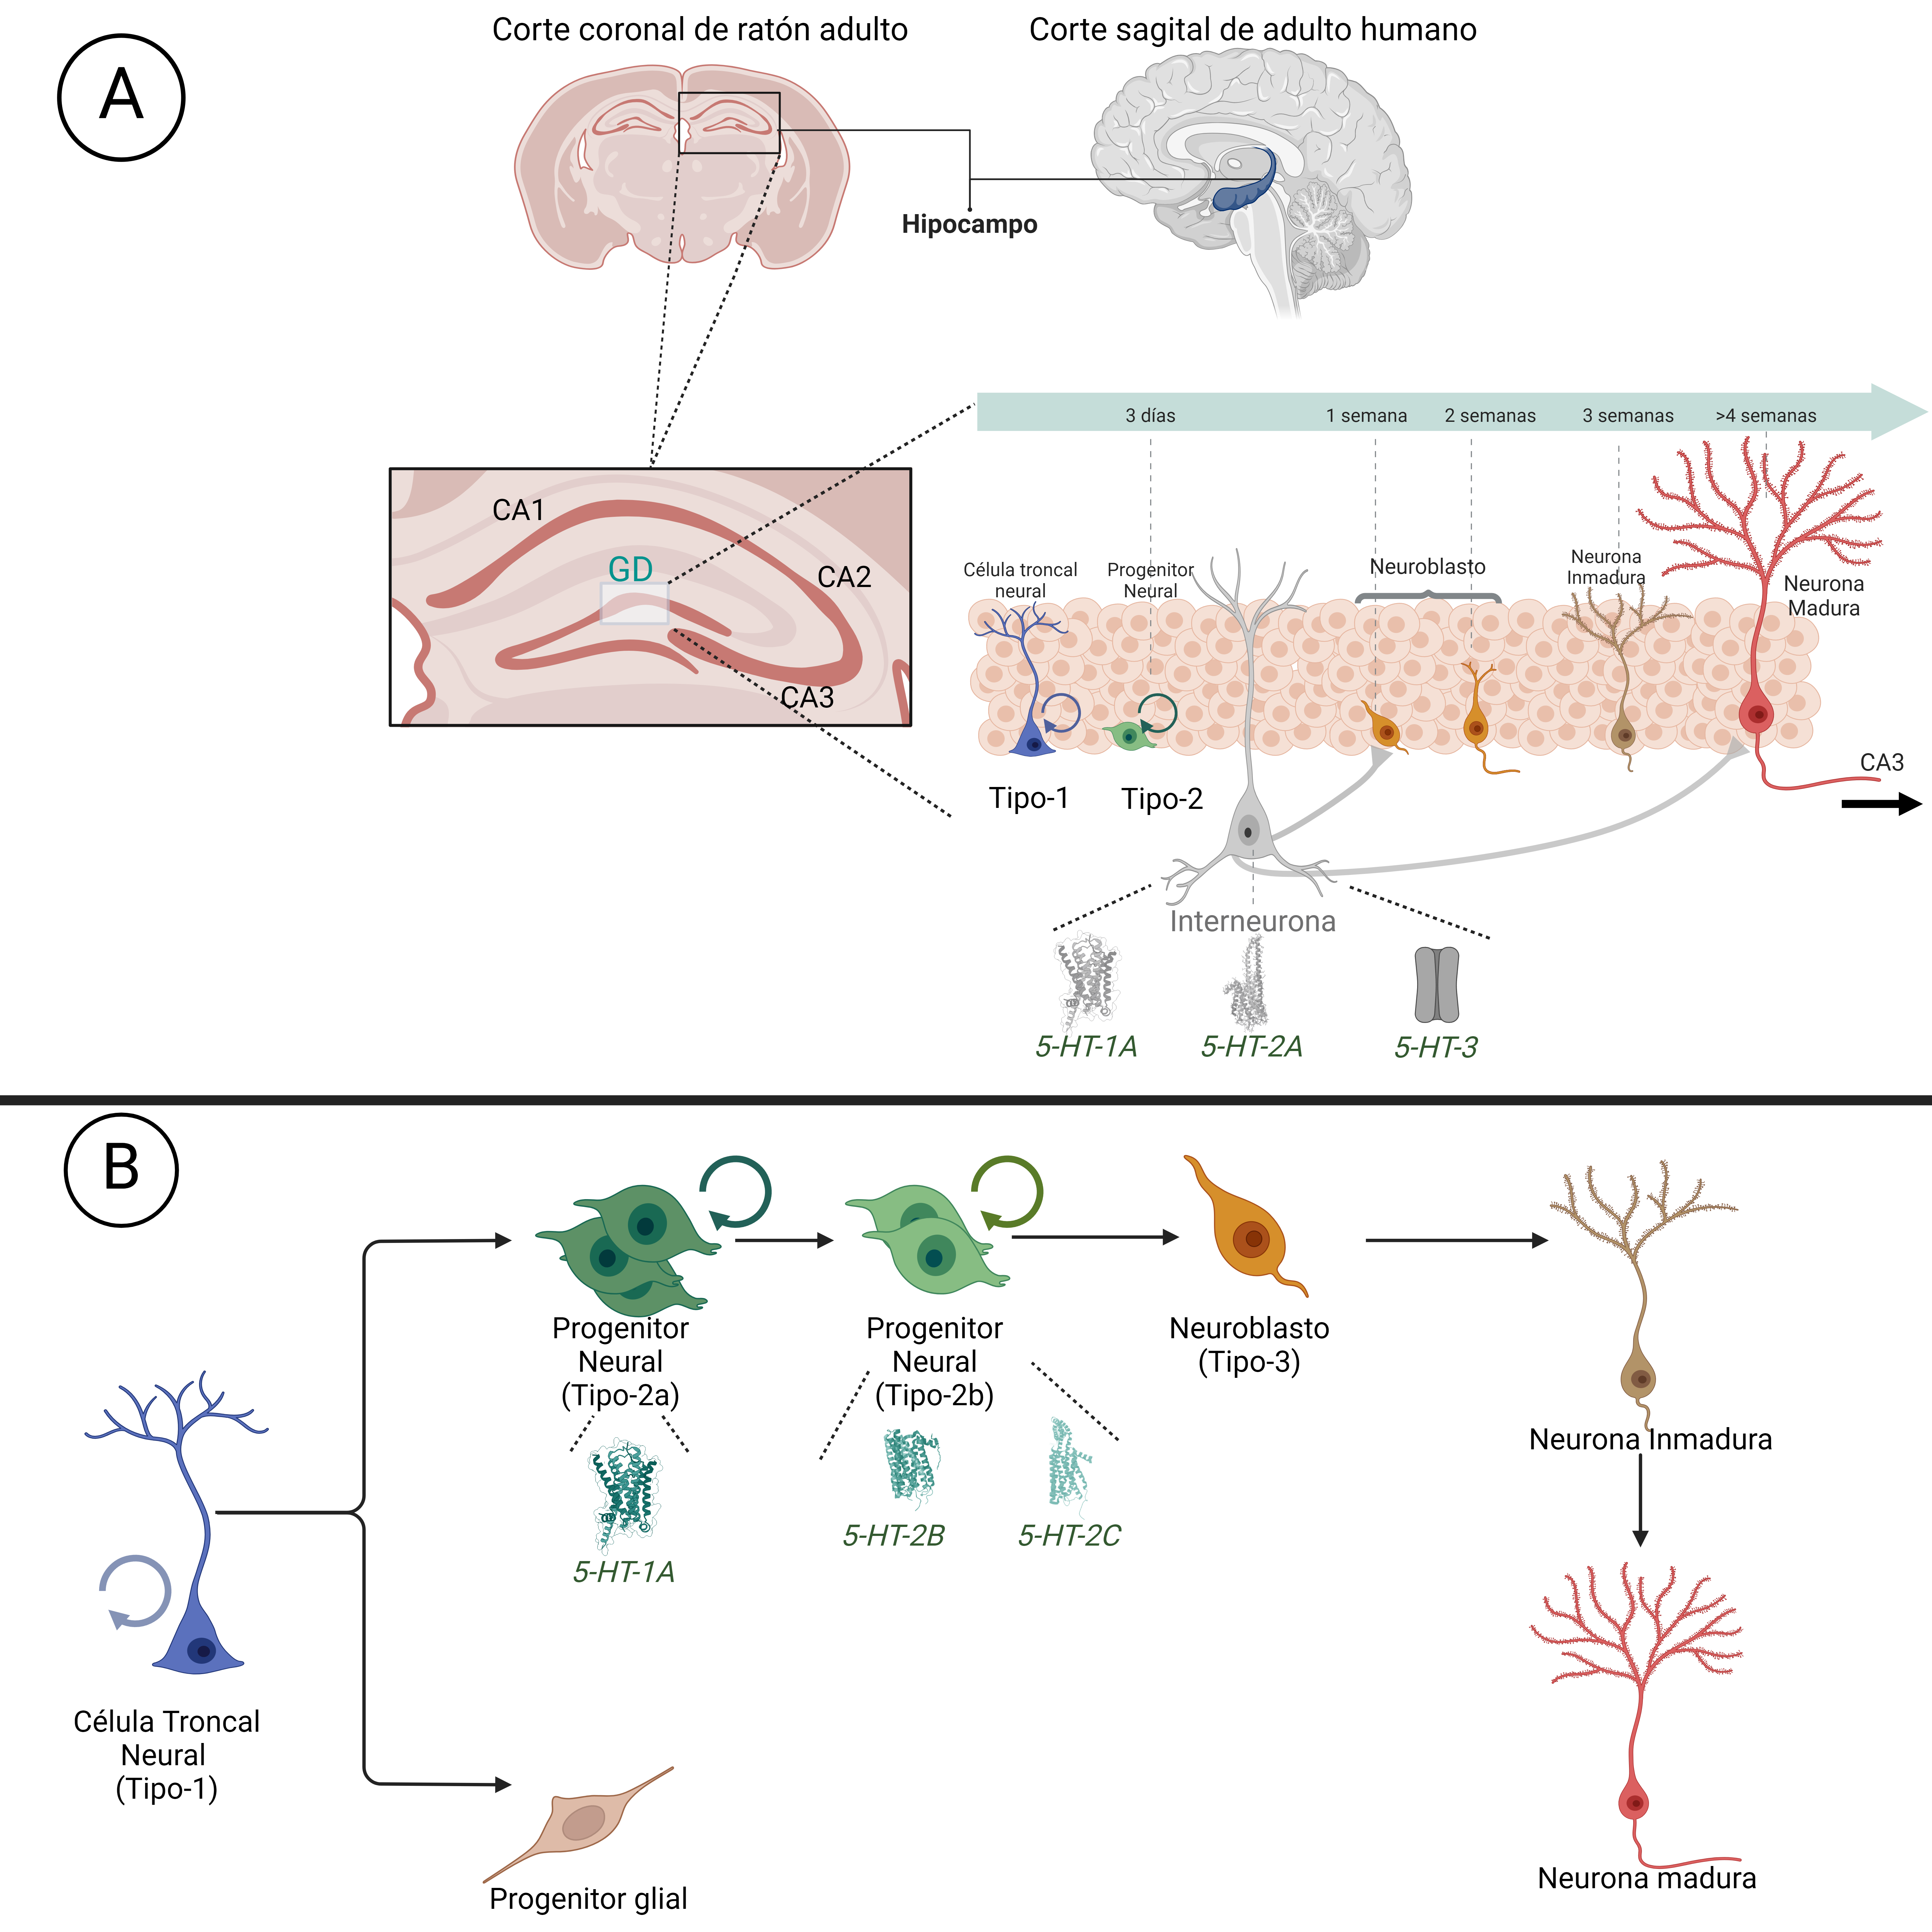 A
Corte coronal de ratón adulto
Corte sagital de adulto humano
Hipocampo
3 días
1 semana
2 semanas
3 semanas
>4 semanas
CA1
GD
CA2
CA3
Célula troncal
neural
Progenitor
Neural
Neuroblasto
Neurona
Inmadura
Neurona
Madura
CA3
Tipo-1
Tipo-2
Interneurona
5-HT-1A
5-HT-2A
5-HT-3
B
Progenitor
Neural
(Tipo-2a)
Progenitor
Neural
(Tipo-2b)
Neuroblasto
(Tipo-3)
Neurona Inmadura
5-HT-1A
5-HT-2B
5-HT-2C
Célula Troncal
Neural
(Tipo-1)
Progenitor glial
Neurona madura